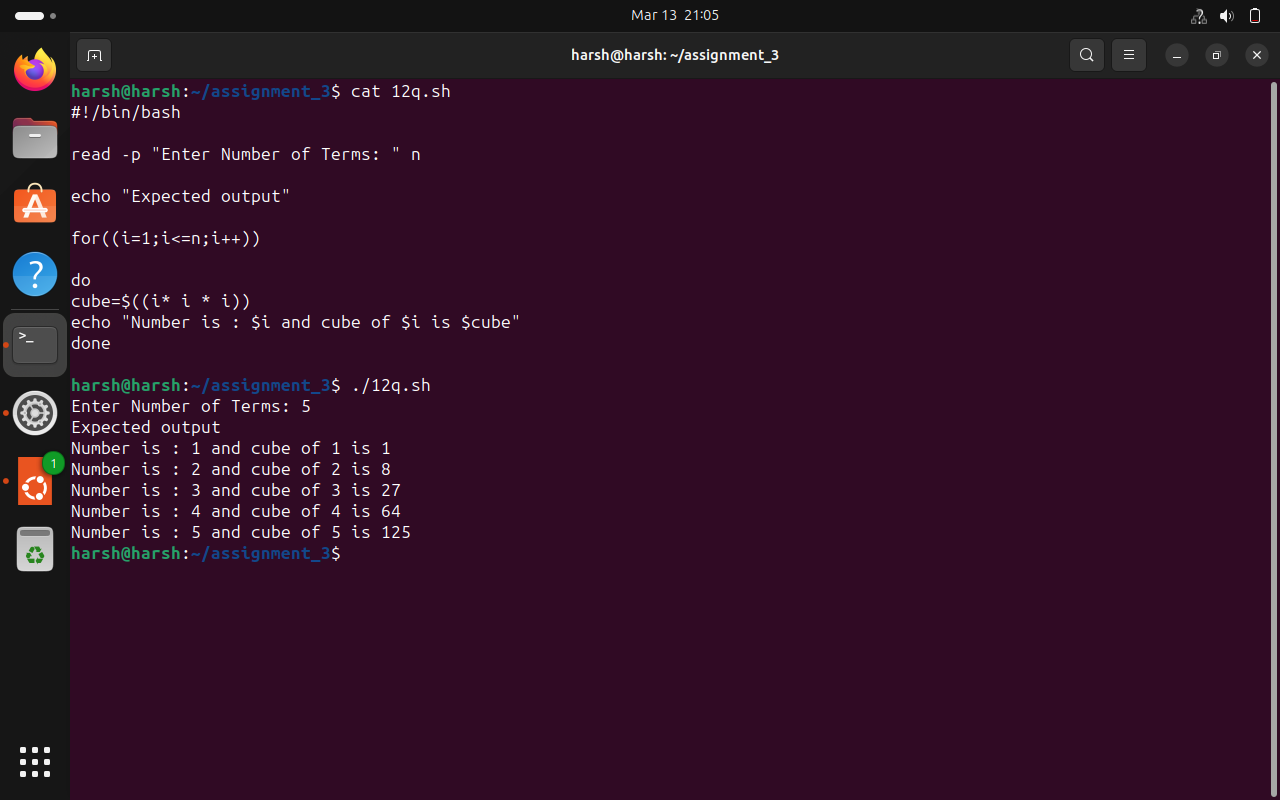 Mar 13 21:05
harsh@harsh: ~/assignment_3
harsh@harsh:~/assignment_3$ cat 12q.sh
#!/bin/bash
read -p "Enter Number of Terms: " n
echo "Expected output"
for((i=1;i<=n;i++))
do
cube=$((i* i * i))
echo "Number is : $i and cube of $i is $cube"
done
harsh@harsh:~/assignment_3$ ./12q.sh
Enter Number of Terms: 5
Expected output
Number is : 1 and cube of 1 is 1
Number is : 2 and cube of 2 is 8
Number is : 3 and cube of 3 is 27
Number is : 4 and cube of 4 is 64
Number is : 5 and cube of 5 is 125
harsh@harsh:~/assignment_3$
?
>_
1